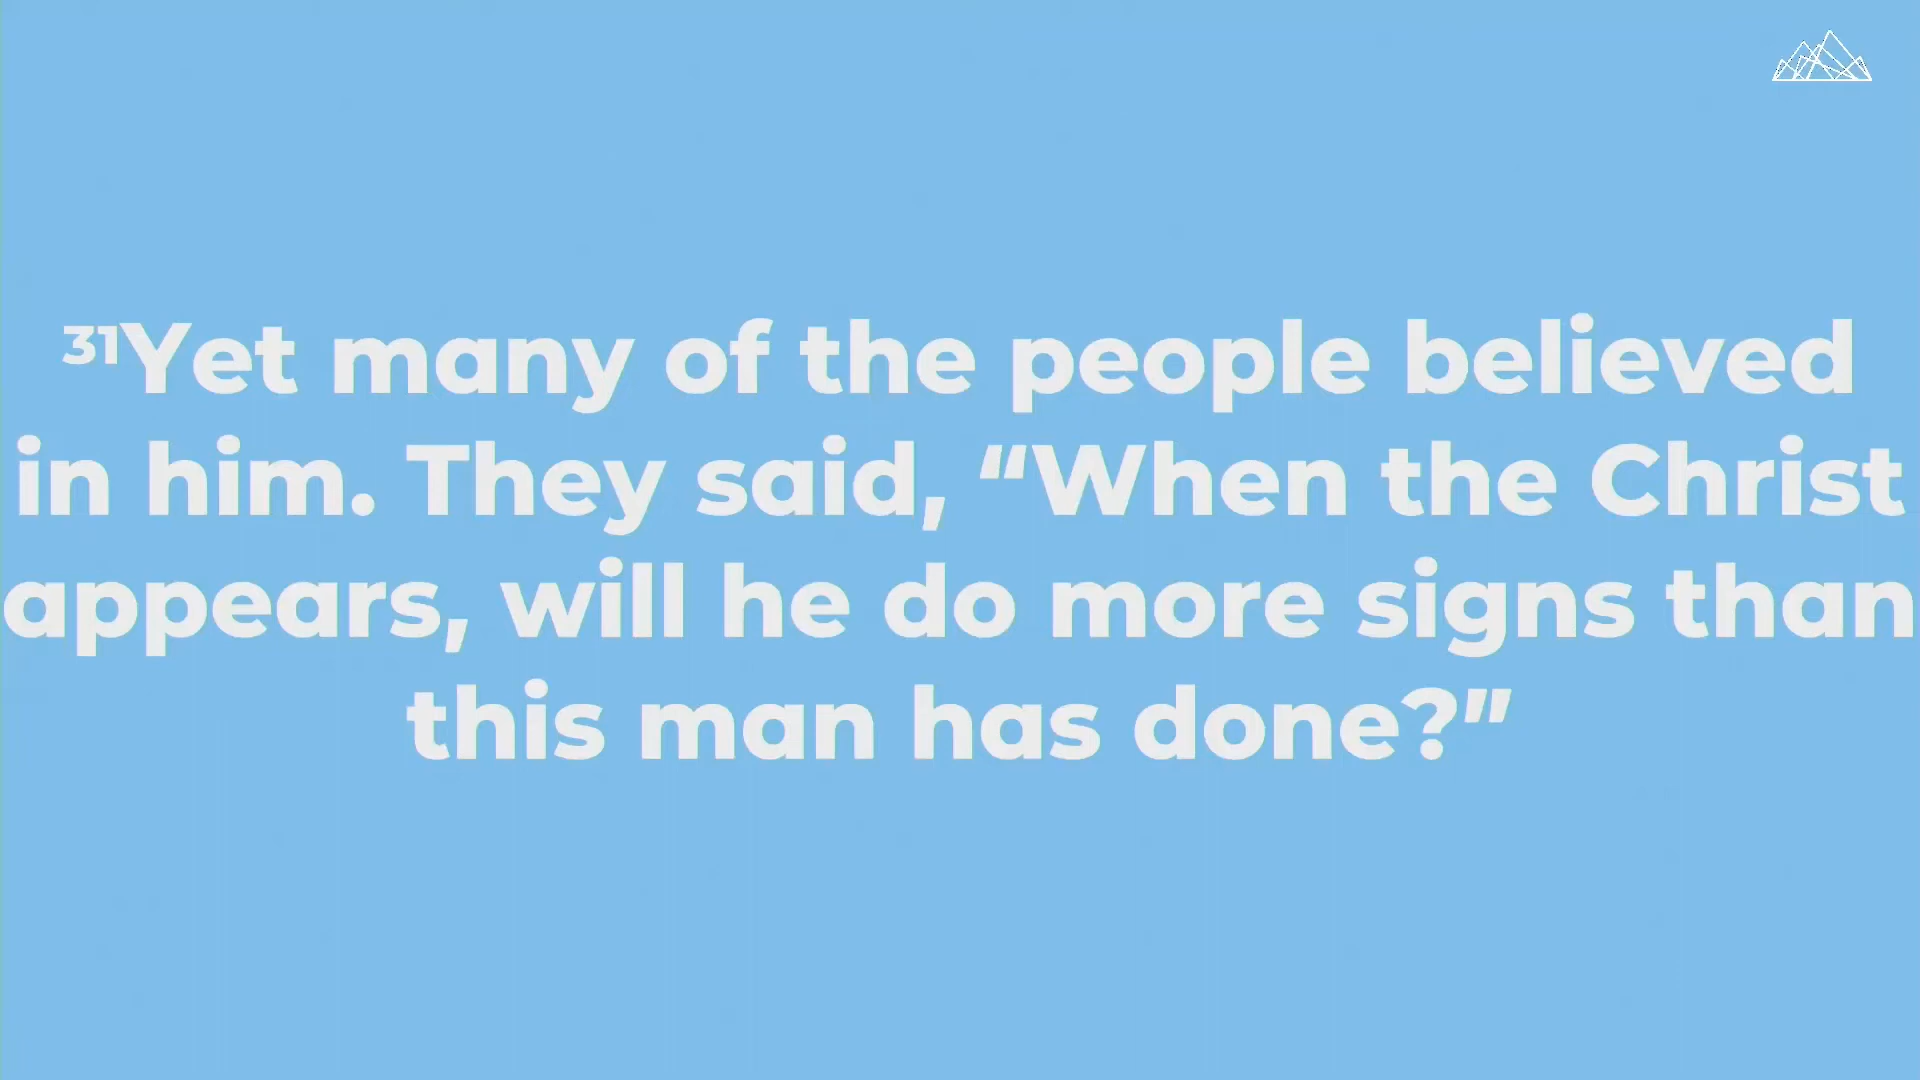 ³¹Yet many of the people believed
in him. They said, “When the Christ
appears, will he do more signs than
this man has done?”